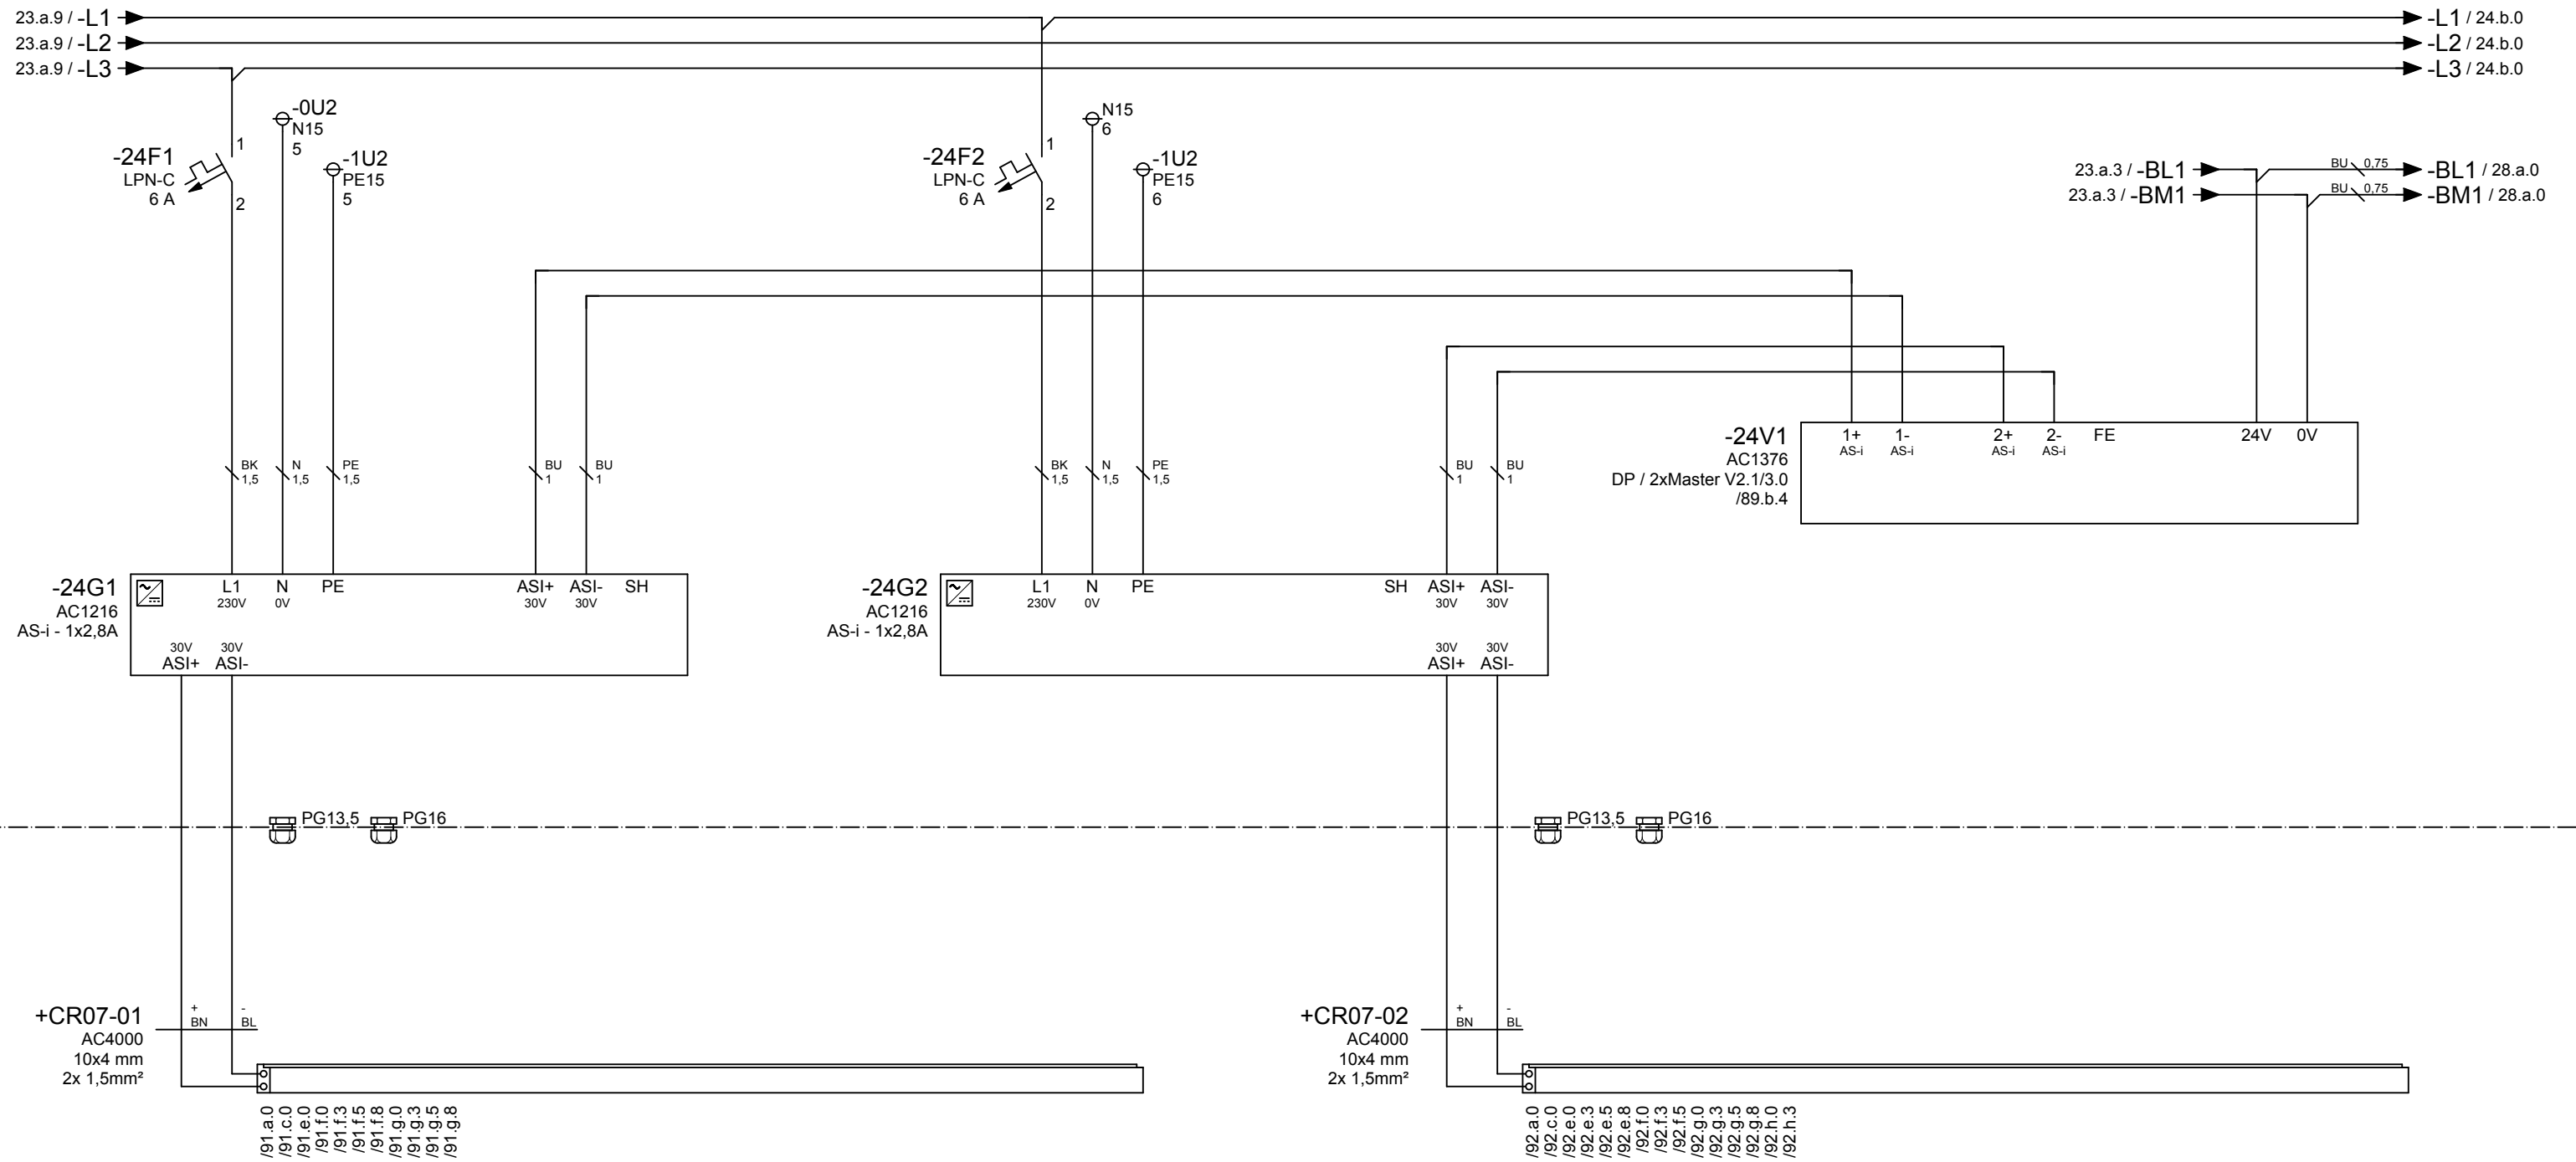 23.a.9 / -L1
-L1 / 24.b.0
23.a.9 / -L2
-L2 / 24.b.0
23.a.9 / -L3
-L3 / 24.b.0
-24F1
LPN-C
6 A
1
2
-0U2
N15
5
-1U2
PE15
5
-24F2
LPN-C
6 A
1
2
N15
6
-1U2
PE15
6
23.a.3 / -BL1
BU 0,75
-BL1 / 28.a.0
23.a.3 / -BM1
BU 0,75
-BM1 / 28.a.0
BK
1,5
N
1,5
PE
1,5
BU
1
BU
1
BK
1,5
N
1,5
PE
1,5
BU
1
BU
1
-24V1
AC1376
DP / 2xMaster V2.1/3.0
/89.b.4
1+
AS-i
1-
AS-i
2+
AS-i
2-
AS-i
FE
24V
0V
-24G1
AC1216
AS-i - 1x2,8A
L1
230V
N
0V
PE
ASI+
30V
ASI-
30V
SH
30V
ASI+
30V
ASI-
-24G2
AC1216
AS-i - 1x2,8A
L1
230V
N
0V
PE
SH
ASI+
30V
ASI-
30V
30V
ASI+
30V
ASI-
PG13,5
PG16
PG13,5
PG16
+CR07-01
AC4000
10x4 mm
2x 1,5mm²
+
BN
-
BL
+CR07-02
AC4000
10x4 mm
2x 1,5mm²
+
BN
-
BL
/91.a.0
/91.c.0
/91.e.0
/91.f.0
/91.f.3
/91.f.5
/91.f.8
/91.g.0
/91.g.3
/91.g.5
/91.g.8
/92.a.0
/92.c.0
/92.e.0
/92.e.3
/92.e.5
/92.e.8
/92.f.0
/92.f.3
/92.f.5
/92.g.0
/92.g.3
/92.g.5
/92.g.8
/92.h.0
/92.h.3